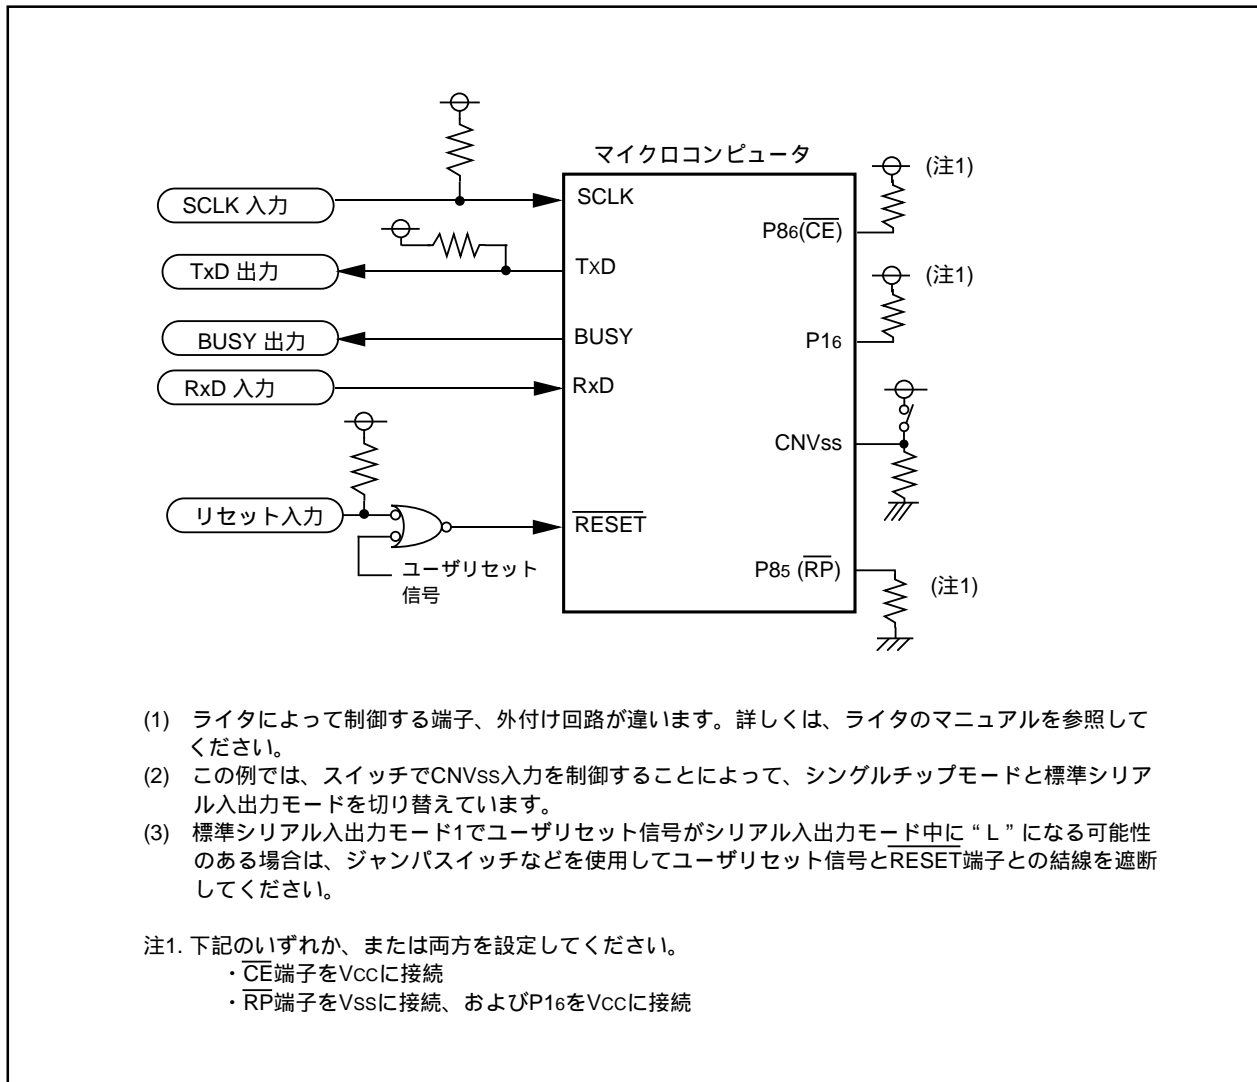 マイクロコンピュータ
SCLK 入力
SCLK
TxD 出力
TxD
BUSY 出力
BUSY
RxD 入力
RxD
リセット入力
RESET
ユーザリセット
信号
P86(CE)
(注1)
P16
(注1)
CNVss
P85 (RP)
(注1)
(1) ライタによって制御する端子、外付け回路が違います。詳しくは、ライタのマニュアルを参照して
ください。
(2) この例では、スイッチでCNVss入力を制御することによって、シングルチップモードと標準シリア
ル入出力モードを切り替えています。
(3) 標準シリアル入出力モード1でユーザリセット信号がシリアル入出力モード中に“ L ”になる可能性
のある場合は、ジャンパスイッチなどを使用してユーザリセット信号とRESET端子との結線を遮断
してください。
注1. 下記のいずれか、または両方を設定してください。
・CE端子をVccに接続
・RP端子をVssに接続、およびP16をVccに接続